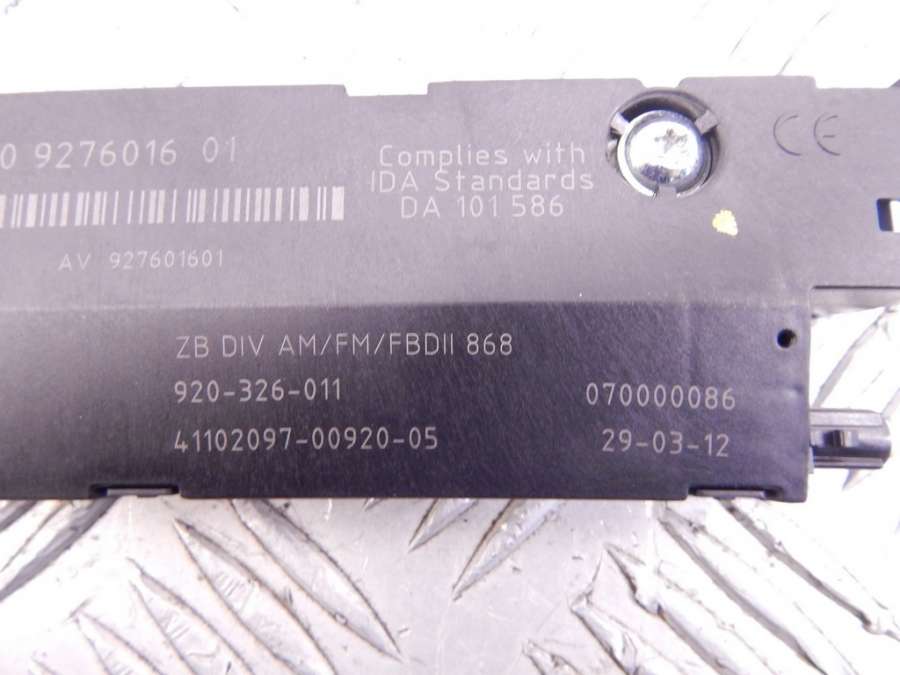 0 9276016 01
Complies with
IDA Standards
DA 101 586
CE
AV 927601601
ZB DIV AM/FM/FBDII 868
920-326-011
070000086
41102097-00920-05
29-03-12